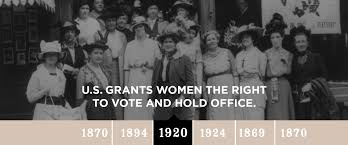 U.S. GRANTS WOMEN THE RIGHT
TO VOTE AND HOLD OFFICE.
1870 1894 1920 1924 1869 1870